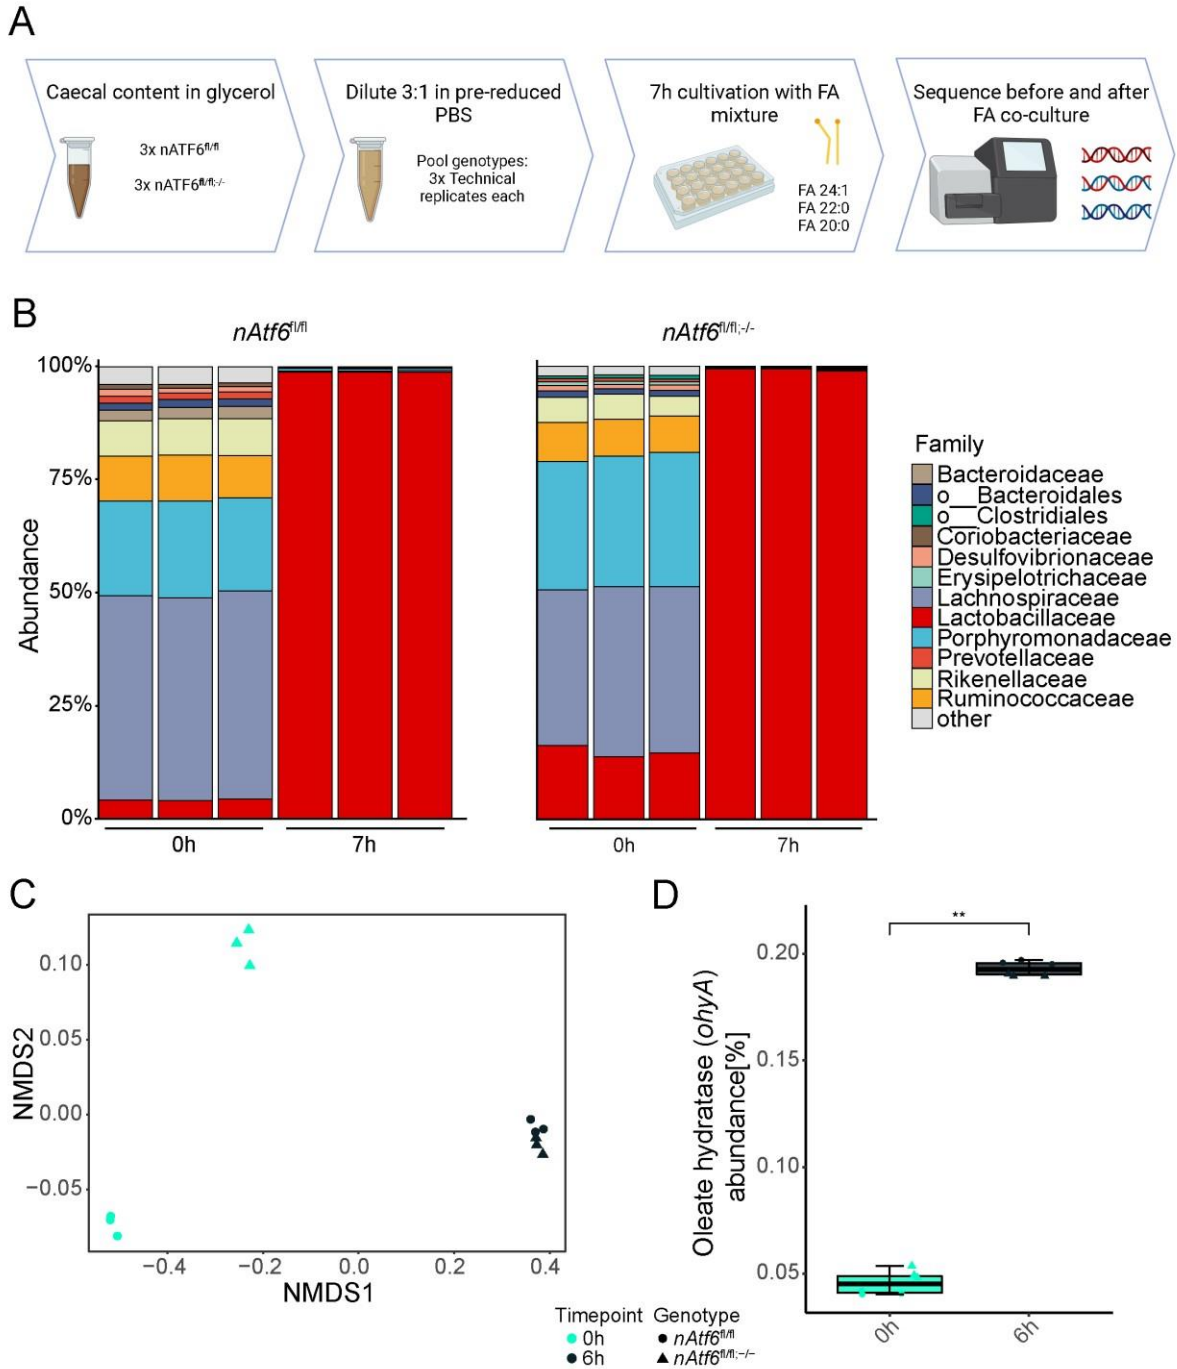 A
Caecal content in glycerol
3x nATF6fl/fl
3x nATF6fl/fl;-/-
Dilute 3:1 in pre-reduced
PBS
Pool genotypes:
3x Technical
replicates each
7h cultivation with FA
mixture
FA 24:1
FA 22:0
FA 20:0
Sequence before and after
FA co-culture
B
nAtf6fl/fl
nAtf6fl/fl;-/-
Abundance
100%
75%
50%
25%
0%
0h
7h
0h
7h
Family
Bacteroidaceae
o__Bacteroidales
o__Clostridiales
Coriobacteriaceae
Desulfovibrionaceae
Erysipelotrichaceae
Lachnospiraceae
Lactobacillaceae
Porphyromonadaceae
Prevotellaceae
Rikenellaceae
Ruminococcaceae
other
C
NMDS2
0.10
0.05
0.00
−0.05
−0.4
−0.2
0.0
0.2
0.4
NMDS1
D
Oleate hydratase (ohyA)
abundance[%]
**
0.20
0.15
0.10
0.05
0h
6h
Timepoint
0h
6h
Genotype
nAtf6fl/fl
nAtf6fl/fl;−/−